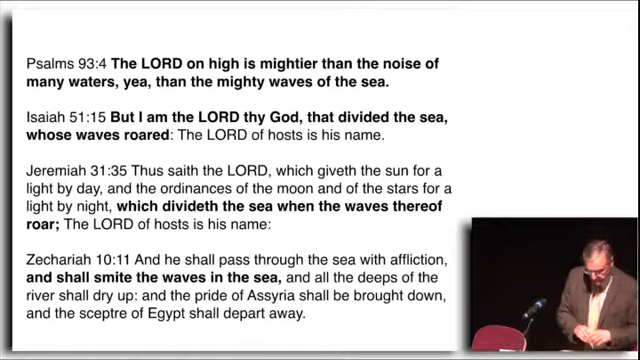 Psalms 93:4 The LORD on high is mightier than the noise of
many waters, yea, than the mighty waves of the sea.
Isaiah 51:15 But I am the LORD thy God, that divided the sea,
whose waves roared: The LORD of hosts is his name.
Jeremiah 31:35 Thus saith the LORD, which giveth the sun for a
light by day, and the ordinances of the moon and of the stars for a
light by night, which divideth the sea when the waves thereof
roar; The LORD of hosts is his name:
Zechariah 10:11 And he shall pass through the sea with affliction,
and shall smite the waves in the sea, and all the deeps of the
river shall dry up: and the pride of Assyria shall be brought down,
and the sceptre of Egypt shall depart away.